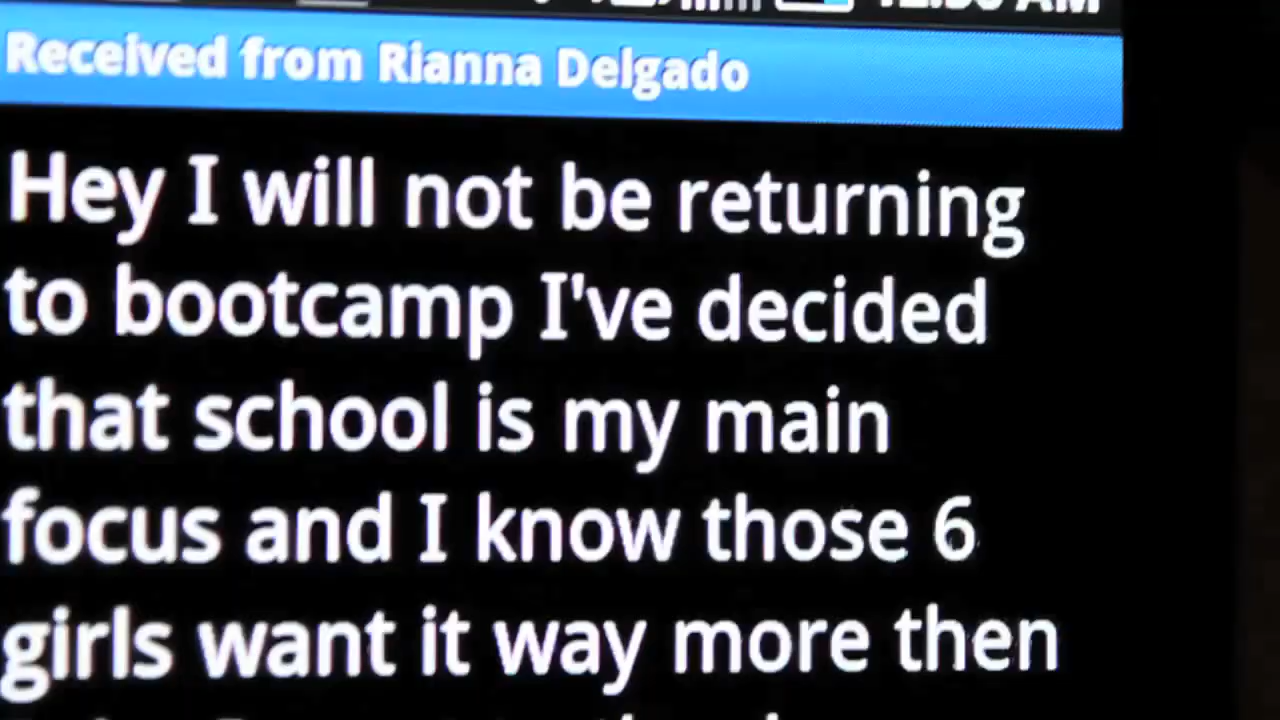 Received from Rianna Delgado
Hey I will not be returning
to bootcamp I've decided
that school is my main
focus and I know those 6
girls want it way more then